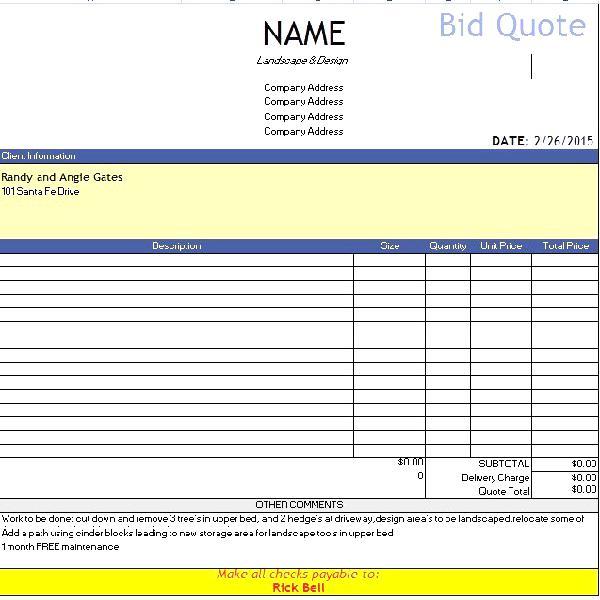 NAME
Bid Quote
Landscape & Design
Company Address
Company Address
Company Address
Company Address
DATE: 2/26/2015
Client Information
Randy and Angie Gates
101 Santa Fe Drive
Description Size Quantity Unit Price Total Price
$0.00 SUBTOTAL $0.00
0 Delivery Charge $0.00
Quote Total $0.00
OTHER COMMENTS
Work to be done: cut down and remove 3 tree's in upper bed, and 2 hedge's at driveway,design area's to be landscaped.relocate some of
Add a path using cinder blocks leading to new storage area for landscape tools in upper bed
1 month FREE maintenance
Make all checks payable to:
Rick Bell